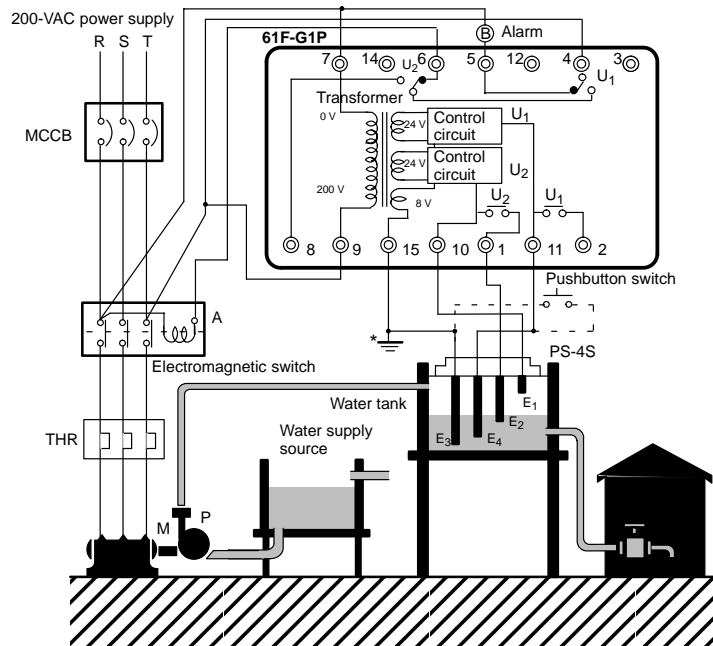 200-VAC power supply
R S T
61F-G1P
B Alarm
7 14 6 5 12 4 3
U2
U1
MCCB
Transformer
0 V
24 V
Control
circuit
U1
24 V
Control
circuit
U2
200 V
8 V
U2
U1
8 9 15 10 1 11 2
Pushbutton switch
A
*
PS-4S
Electromagnetic switch
E1
Water tank
E2
E3
E4
THR
Water supply
source
M
P